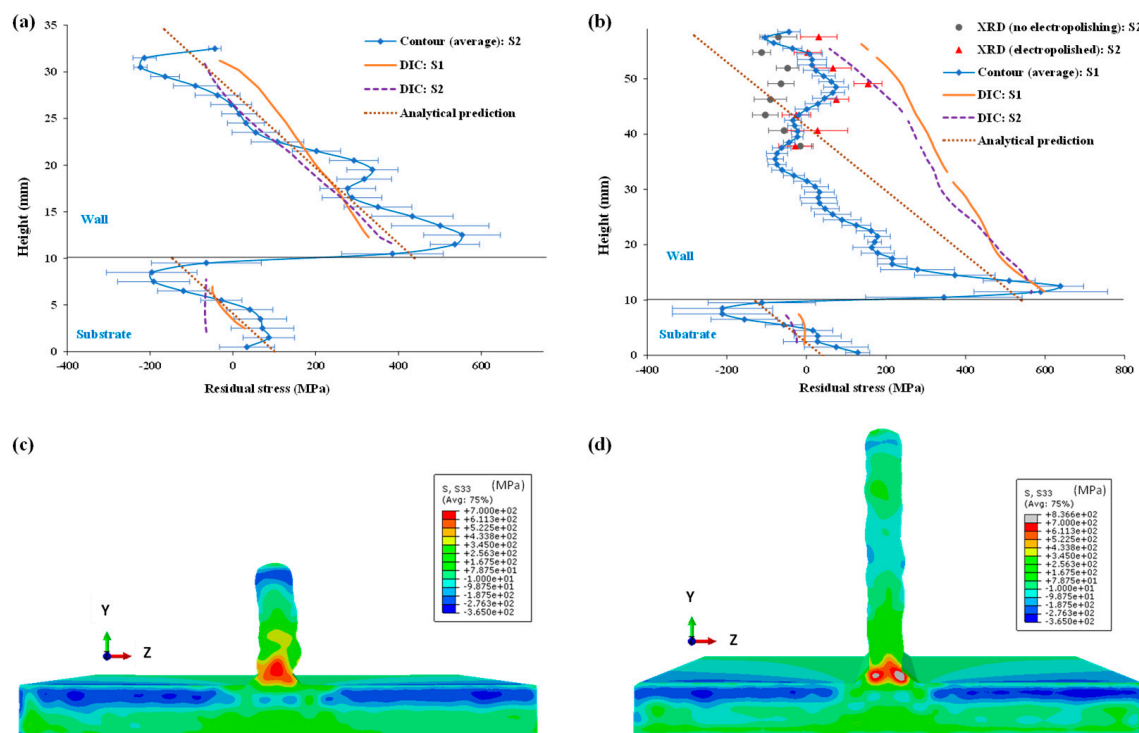 (a)
35
30
25
20
15
10
5
0
Height (mm)
Contour (average): S2
DIC: S1
DIC: S2
Analytical prediction
Wall
Substrate
-400
-200
0
200
400
600
Residual stress (MPa)
(b)
50
40
30
20
10
0
Height (mm)
XRD (no electropolishing): S2
XRD (electropolished): S2
Contour (average): S1
DIC: S1
DIC: S2
Analytical prediction
Wall
Subatrate
-400
-200
0
200
400
600
800
Residual stress (MPa)
(c)
S, S33 (MPa)
(Avg: 75%)
+7.000e+02
+6.113e+02
+5.225e+02
+4.338e+02
+3.450e+02
+2.563e+02
+1.675e+02
+7.875e+01
-1.000e+01
-9.875e+01
-1.875e+02
-2.763e+02
-3.650e+02
Y
Z
(d)
S, S33 (MPa)
(Avg: 75%)
+8.366e+02
+7.000e+02
+6.113e+02
+5.225e+02
+4.338e+02
+3.450e+02
+2.563e+02
+1.675e+02
+7.875e+01
-1.000e+01
-9.875e+01
-1.875e+02
-2.763e+02
-3.650e+02
Y
Z